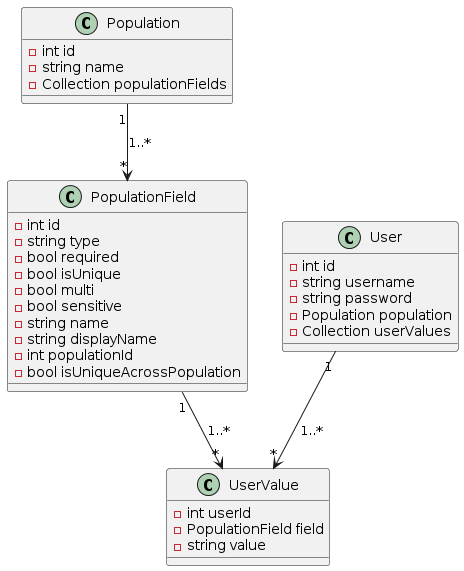 C Population
int id
string name
Collection populationFields
1
1..*
*
C PopulationField
int id
string type
bool required
bool isUnique
bool multi
bool sensitive
string name
string displayName
int populationId
bool isUniqueAcrossPopulation
C User
int id
string username
string password
Population population
Collection userValues
1
1..*
*
1
1..*
*
C UserValue
int userId
PopulationField field
string value